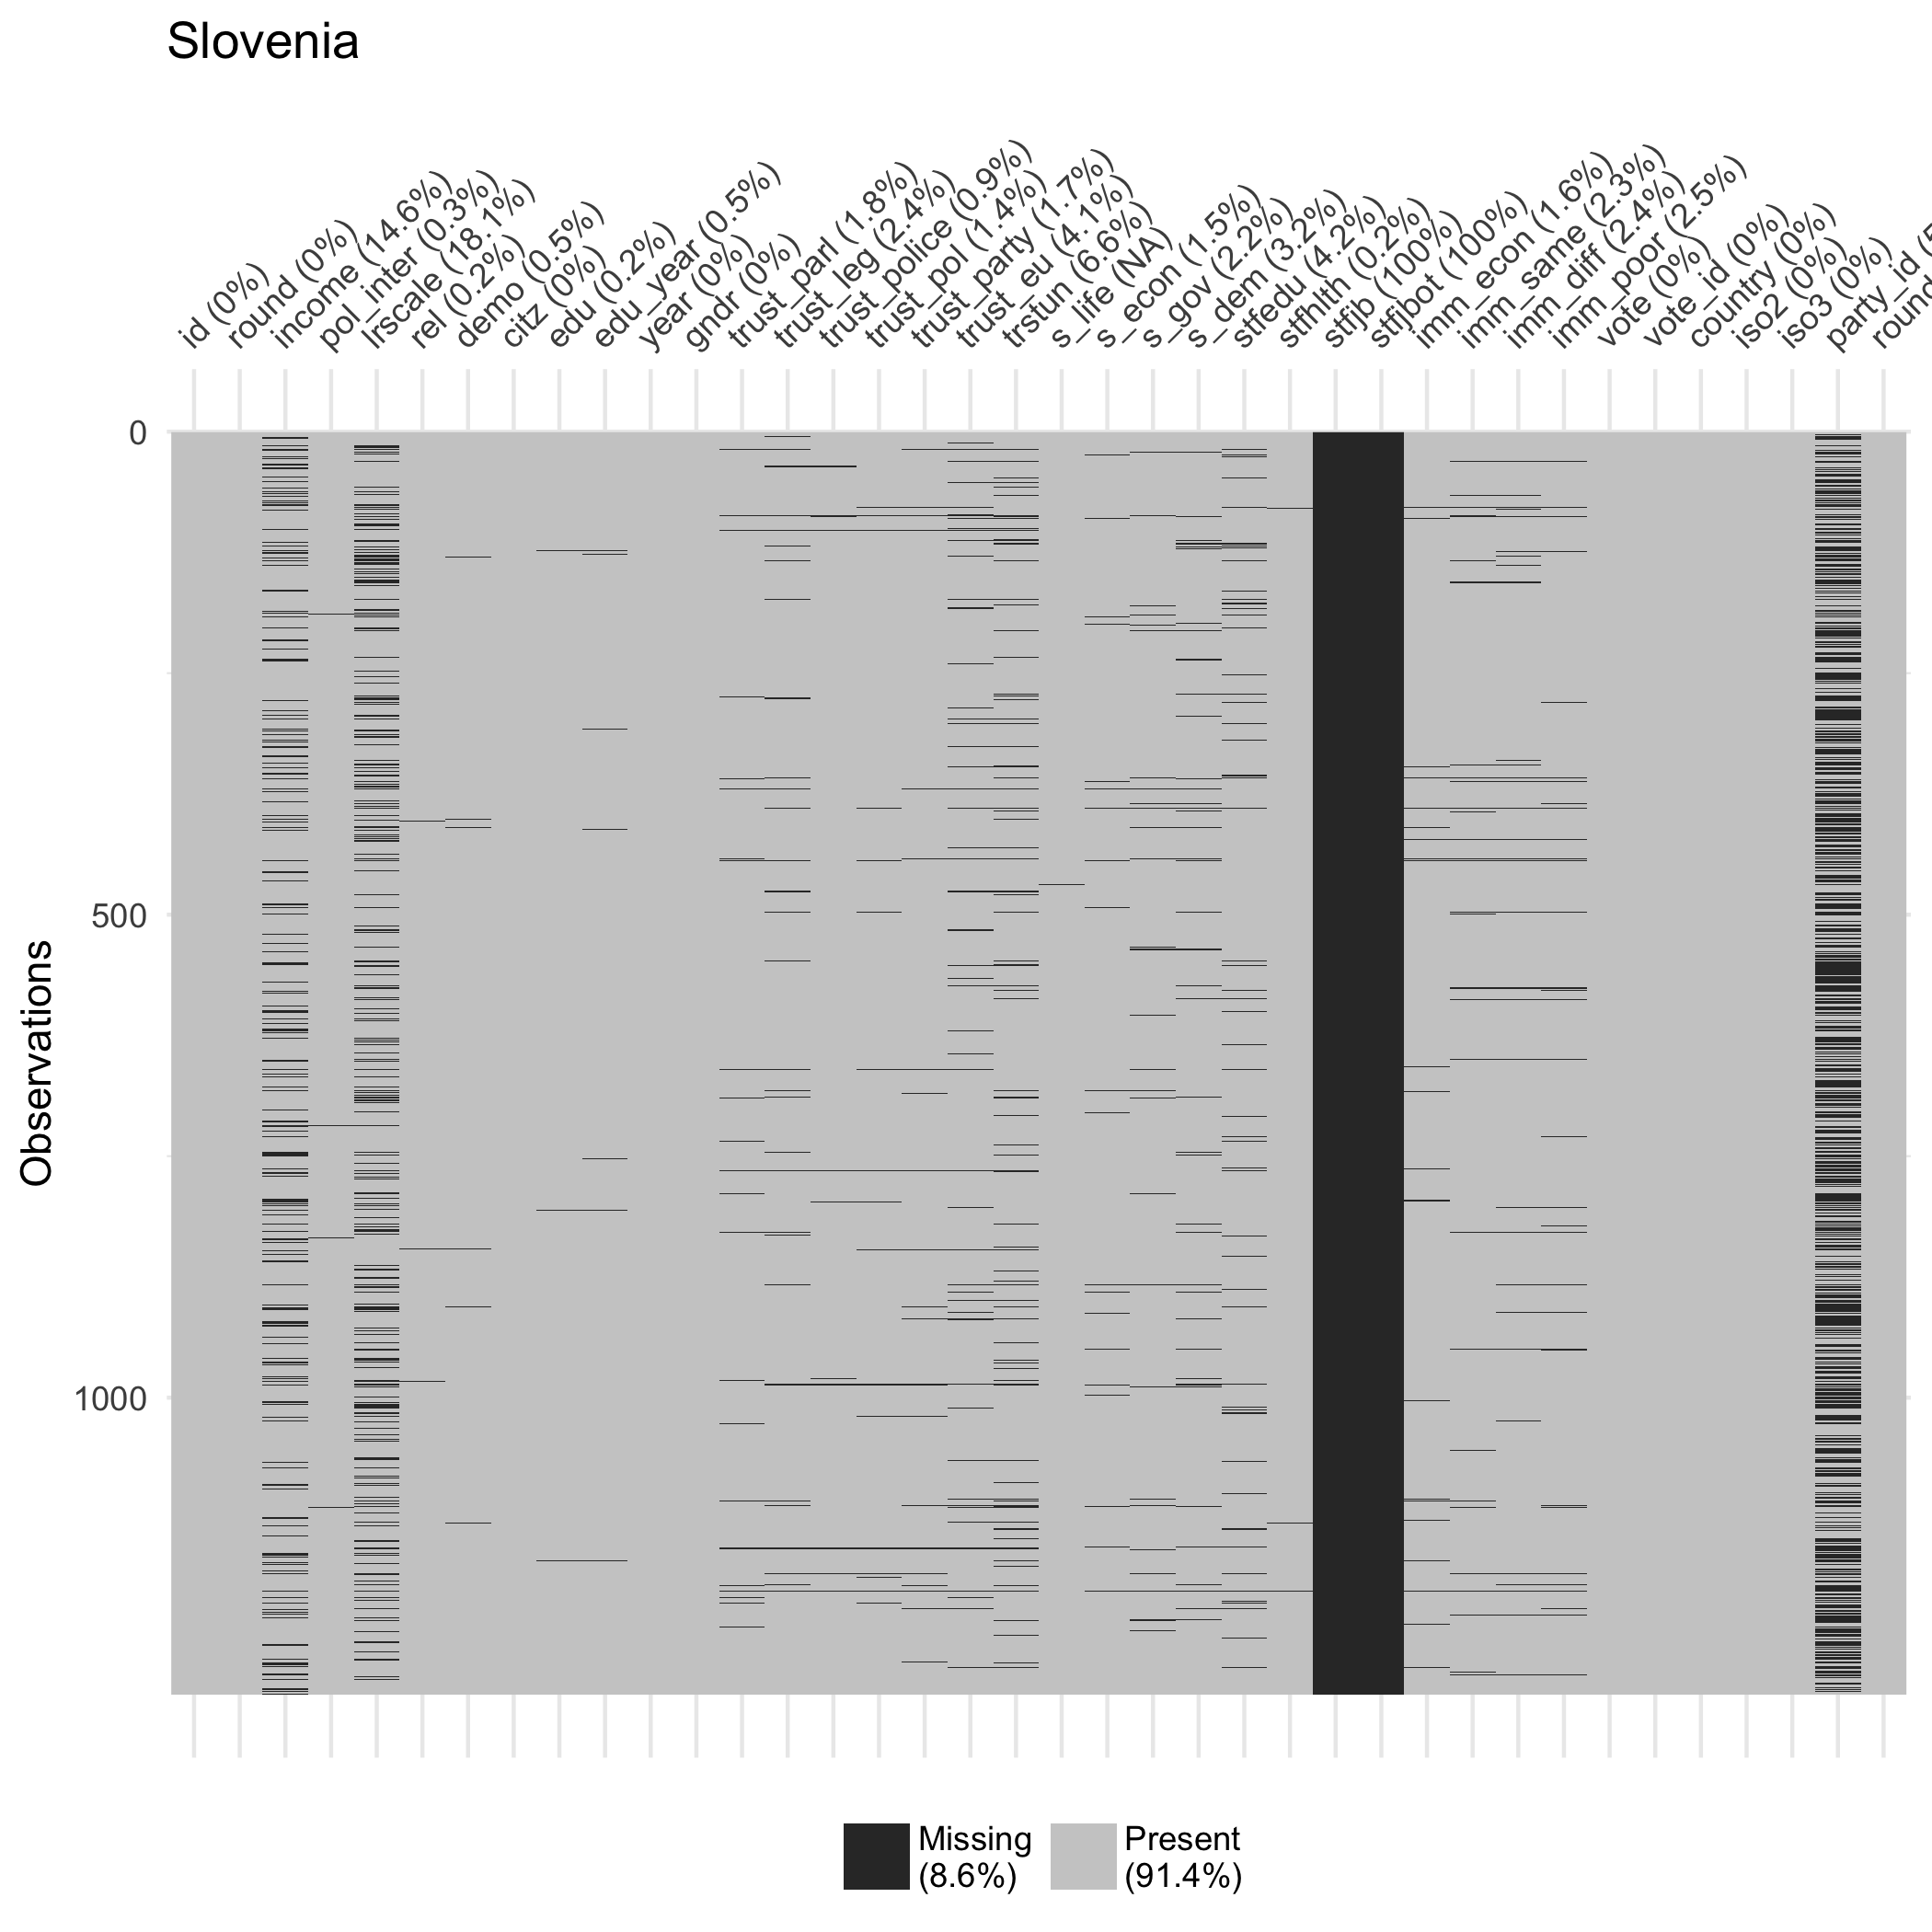 Slovenia
id (0%)
round (0%)
income (14.6%)
pol_inter (0.3%)
lrscale (18.1%)
rel (0.2%)
demo (0.5%)
citz (0%)
edu (0.2%)
edu_year (0.5%)
year (0%)
gndr (0%)
trust_parl (1.8%)
trust_leg (2.4%)
trust_police (0.9%)
trust_pol (1.4%)
trust_party (1.7%)
trust_eu (4.1%)
trstun (6.6%)
s_life (NA)
s_econ (1.5%)
s_gov (2.2%)
s_dem (3.2%)
stfedu (4.2%)
stfhlth (0.2%)
stfjb (100%)
stfjbot (100%)
imm_econ (1.6%)
imm_same (2.3%)
imm_diff (2.4%)
imm_poor (2.5%)
vote (0%)
vote_id (0%)
country (0%)
iso2 (0%)
iso3 (0%)
party_id (5
round
0
500
1000
Observations
Missing
(8.6%)
Present
(91.4%)